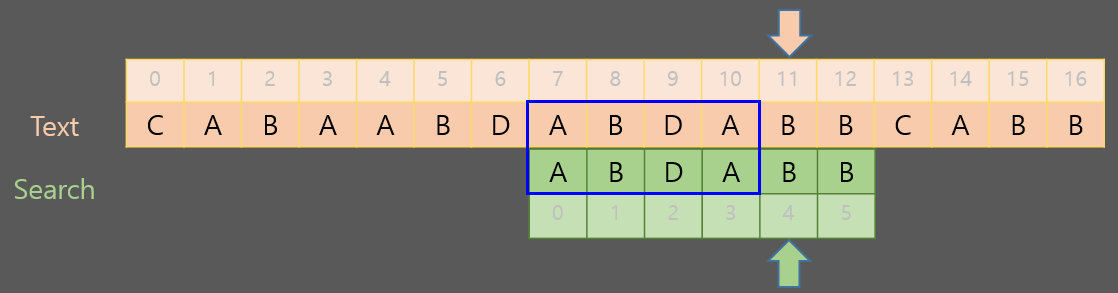 0 1 2 3 4 5 6 7 8 9 10 11 12 13 14 15 16
Text C A B A A B D A B D A B B C A B B
Search A B D A B B
0 1 2 3 4 5